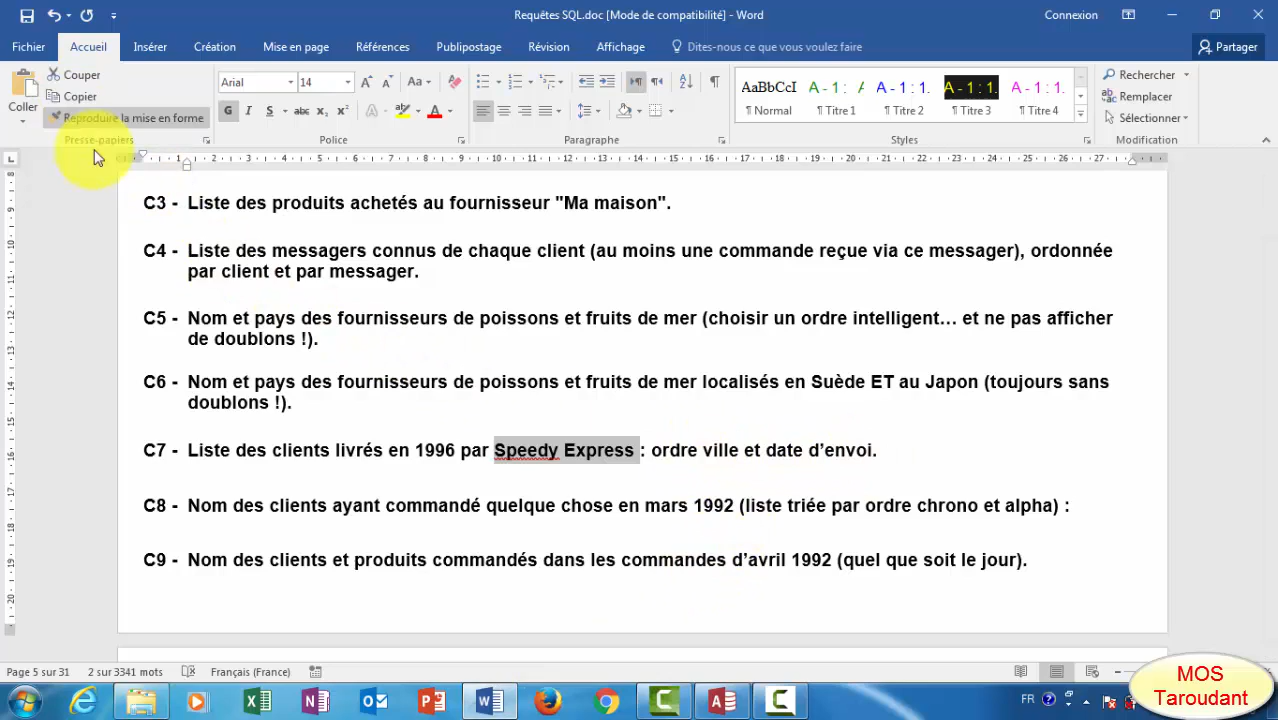 Requêtes SQL.doc [Mode de compatibilité] - Word
Connexion
Fichier Accueil Insérer Création Mise en page Références Publipostage Révision Affichage Dites-nous ce que vous voulez faire Partager
Coller
Couper
Copier
Reproduire la mise en forme
Presse-papiers
Arial 14
G I S abc x₂ x²
Police
Paragraphe
AaBbCcI A - 1 : A - 1 : 1. A - 1 : 1. A - 1 : 1.
¶ Normal ¶ Titre 1 ¶ Titre 2 ¶ Titre 3 ¶ Titre 4
Styles
Rechercher
Remplacer
Sélectionner
Modification
C3 - Liste des produits achetés au fournisseur "Ma maison".
C4 - Liste des messagers connus de chaque client (au moins une commande reçue via ce messager), ordonnée
par client et par messager.
C5 - Nom et pays des fournisseurs de poissons et fruits de mer (choisir un ordre intelligent… et ne pas afficher
de doublons !).
C6 - Nom et pays des fournisseurs de poissons et fruits de mer localisés en Suède ET au Japon (toujours sans
doublons !).
C7 - Liste des clients livrés en 1996 par Speedy Express : ordre ville et date d’envoi.
C8 - Nom des clients ayant commandé quelque chose en mars 1992 (liste triée par ordre chrono et alpha) :
C9 - Nom des clients et produits commandés dans les commandes d’avril 1992 (quel que soit le jour).
Page 5 sur 31 2 sur 3341 mots Français (France)
FR
MOS
Taroudant